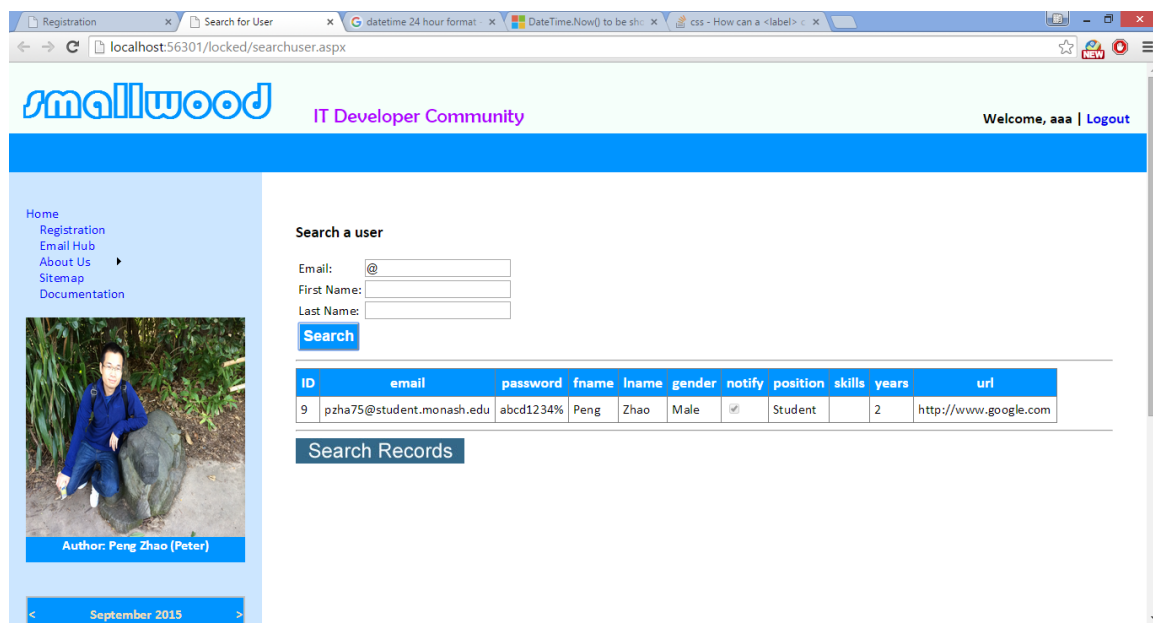 Registration
Search for User
datetime 24 hour format -
DateTime.Now() to be sho
css - How can a <label> c
localhost:56301/locked/searchuser.aspx
NEW
smallwood
IT Developer Community
Welcome, aaa | Logout
Home
Registration
Email Hub
About Us
Sitemap
Documentation
Author: Peng Zhao (Peter)
< September 2015 >
Search a user
Email: @
First Name:
Last Name:
Search
ID email password fname lname gender notify position skills years url
9 pzha75@student.monash.edu abcd1234% Peng Zhao Male Student 2 http://www.google.com
Search Records